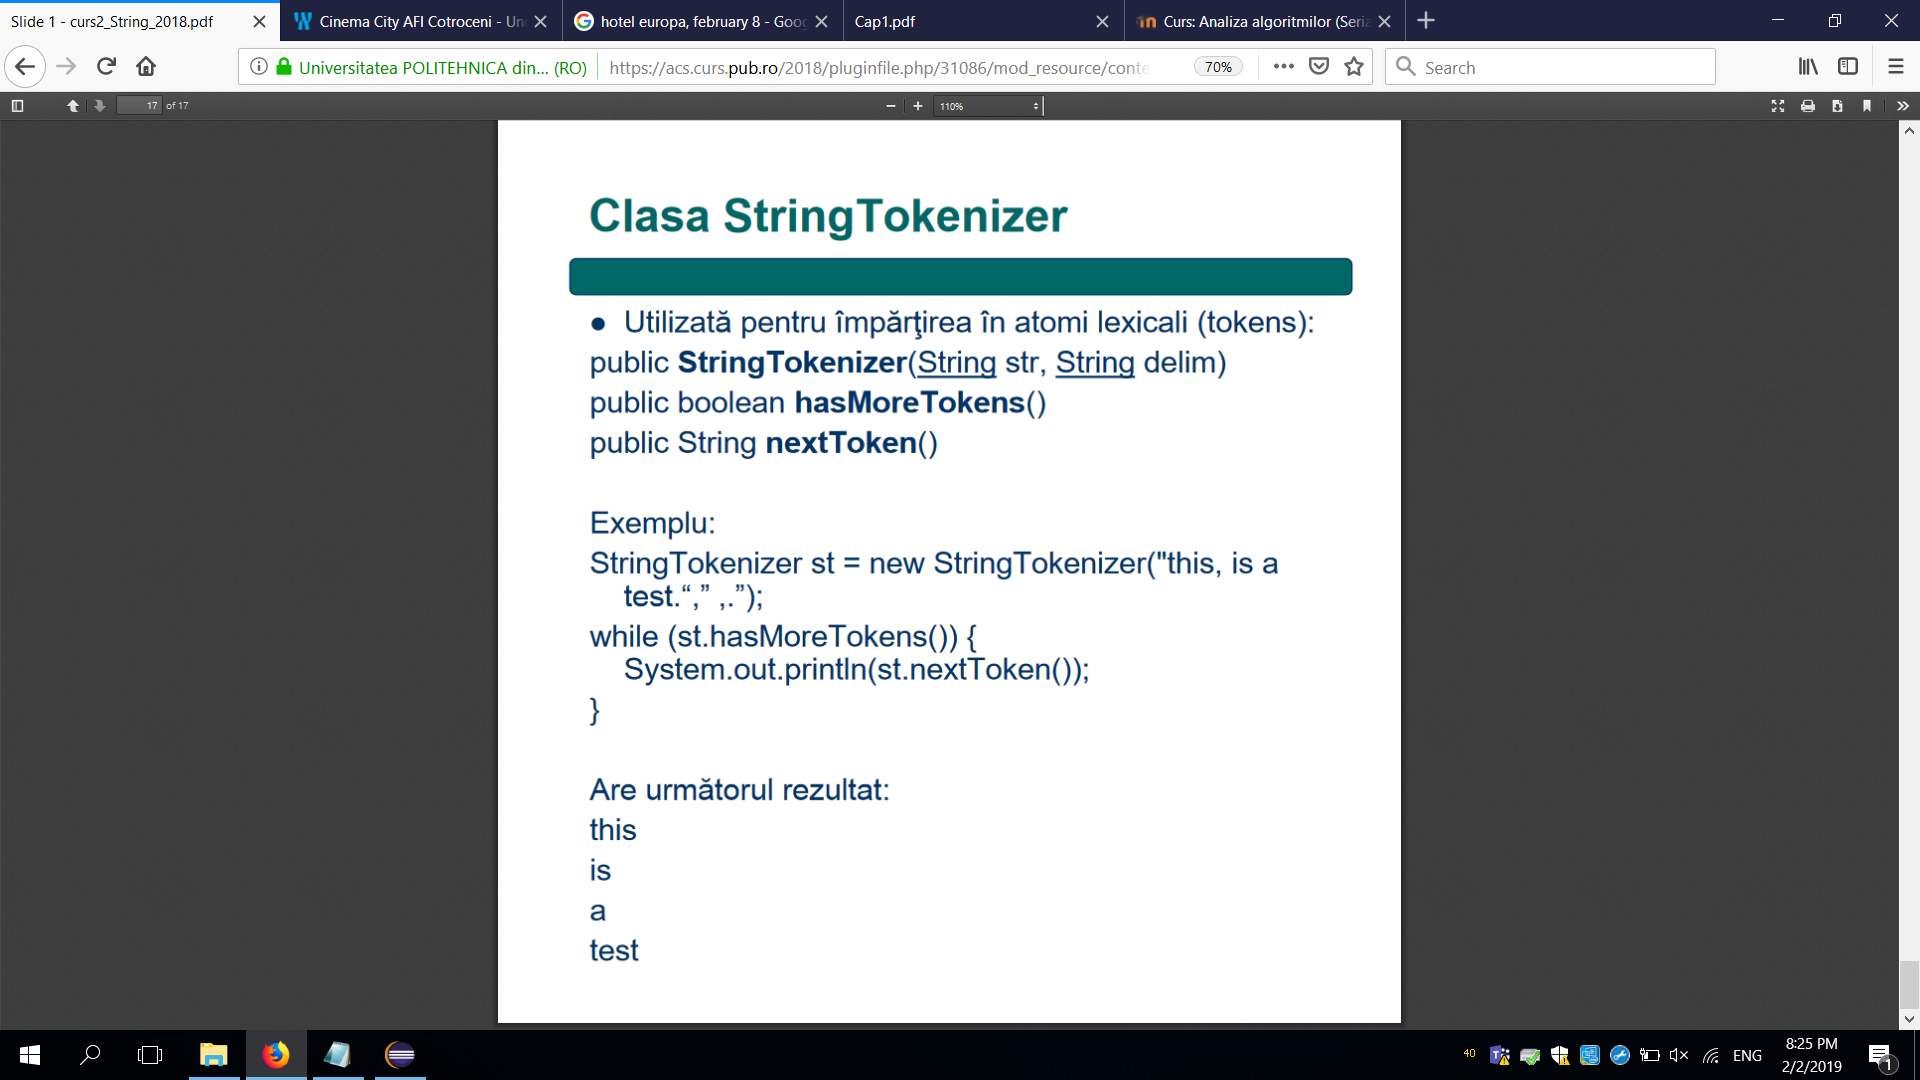 Slide 1 - curs2_String_2018.pdf
Cinema City AFI Cotroceni - Un
hotel europa, february 8 - Goo
Cap1.pdf
Curs: Analiza algoritmilor (Seria
Universitatea POLITEHNICA din... (RO)
https://acs.curs.pub.ro/2018/pluginfile.php/31086/mod_resource/conte
70%
Search
17 of 17
110%
Clasa StringTokenizer
● Utilizată pentru împărţirea în atomi lexicali (tokens):
public StringTokenizer(String str, String delim)
public boolean hasMoreTokens()
public String nextToken()
Exemplu:
StringTokenizer st = new StringTokenizer("this, is a
test.“,” ,.”);
while (st.hasMoreTokens()) {
System.out.println(st.nextToken());
}
Are următorul rezultat:
this
is
a
test
40
ENG
8:25 PM
2/2/2019
1